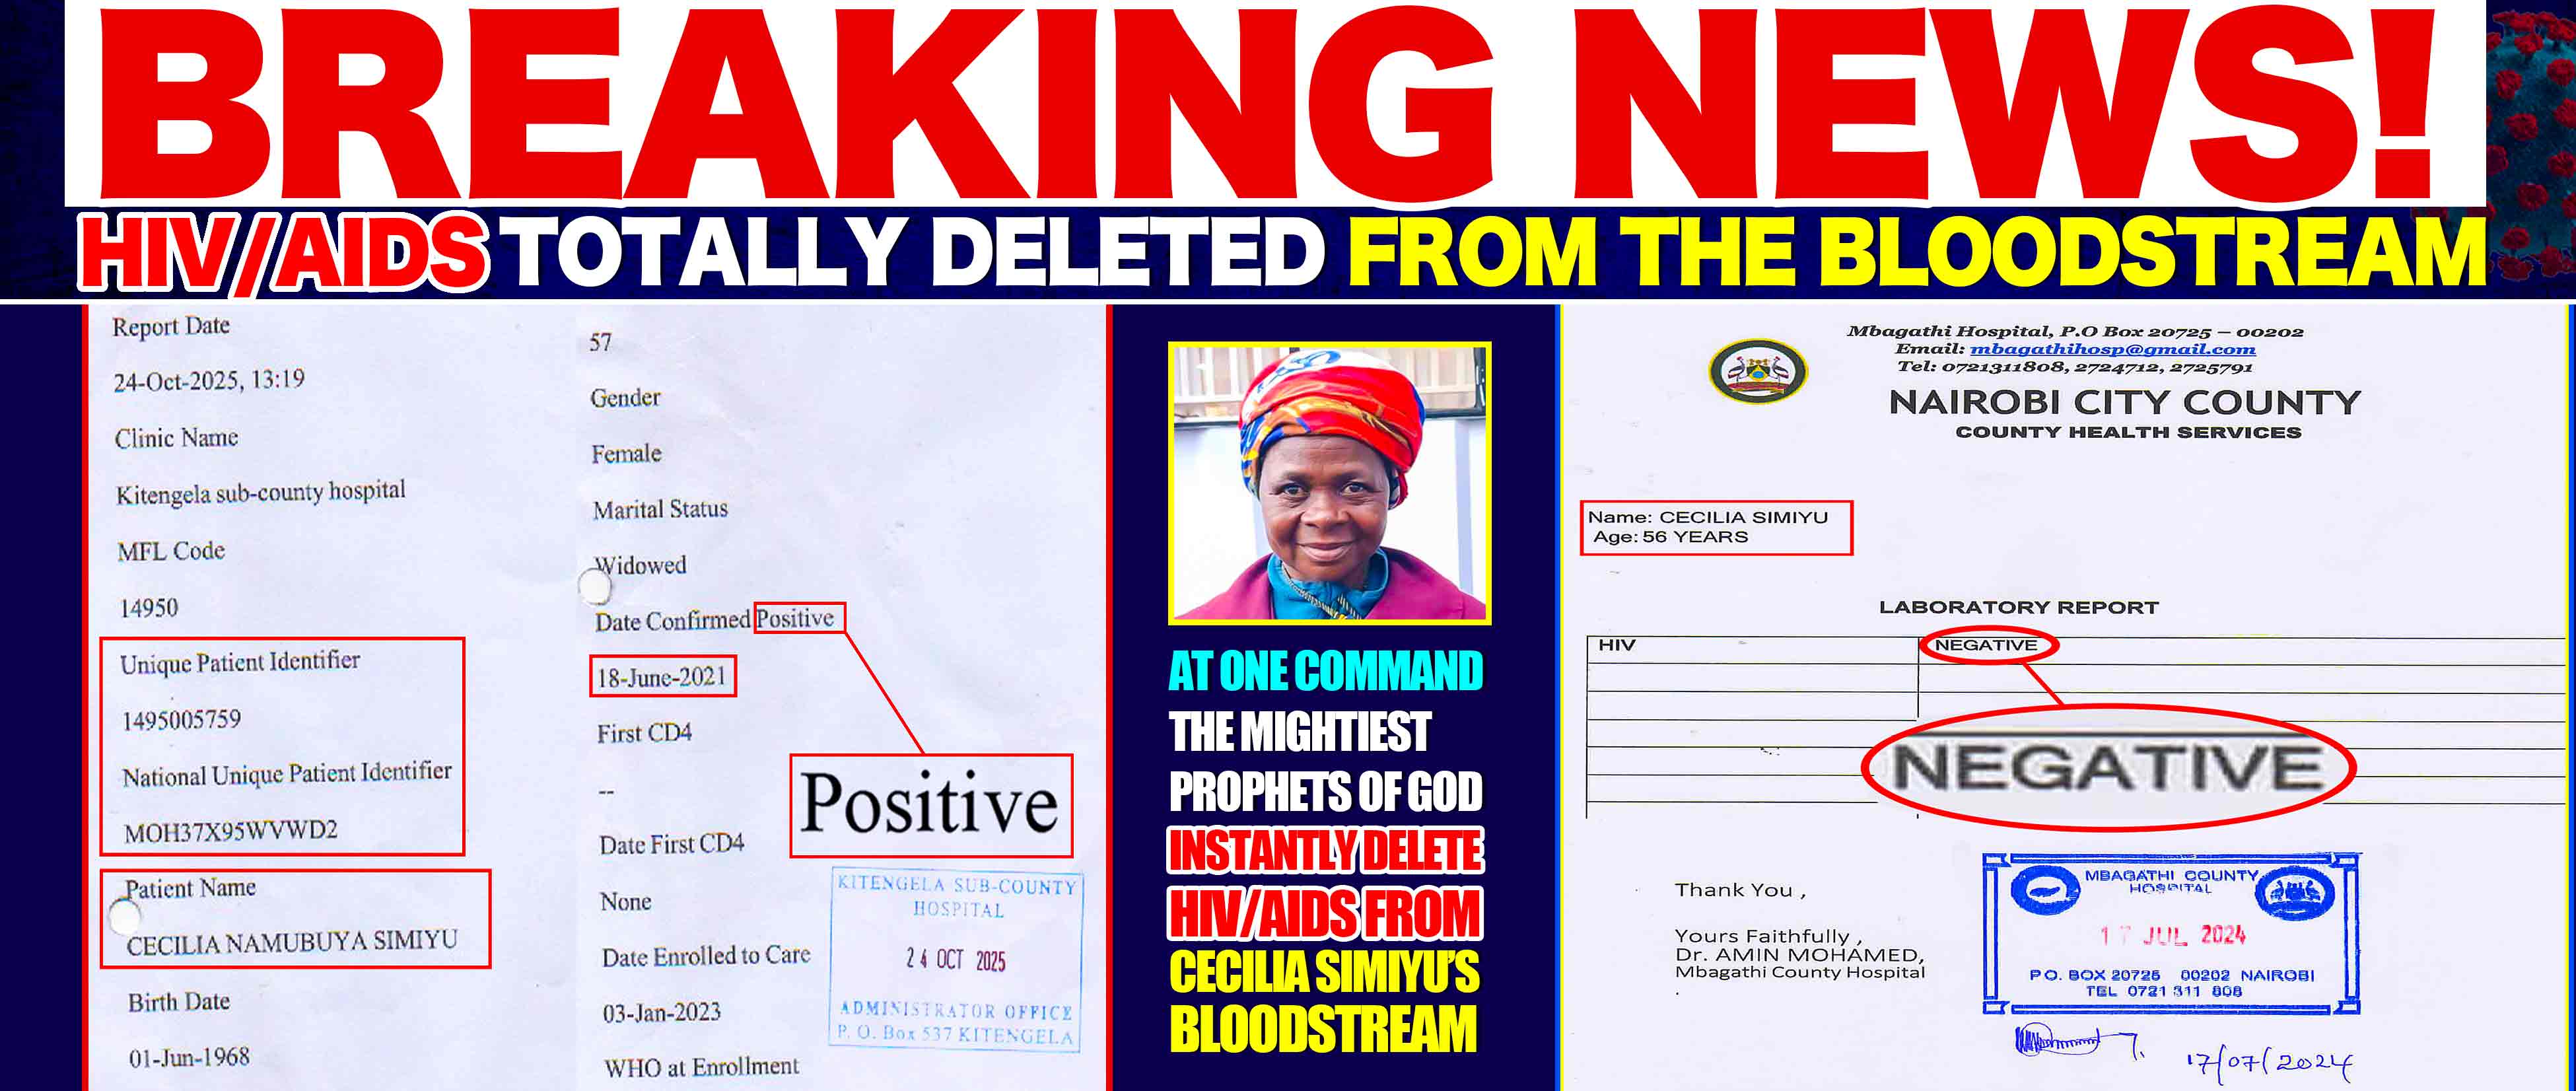 BREAKING NEWS!
HIV/AIDS TOTALLY DELETED FROM THE BLOODSTREAM
Report Date
24-Oct-2025, 13:19
Clinic Name
Kitengela sub-county hospital
MFL Code
14950
Unique Patient Identifier
1495005759
National Unique Patient Identifier
MOH37X95WVWD2
Patient Name
CECILIA NAMUBUYA SIMIYU
Birth Date
01-Jun-1968
57
Gender
Female
Marital Status
Widowed
Date Confirmed Positive
18-June-2021
First CD4
--
Positive
Date First CD4
None
Date Enrolled to Care
03-Jan-2023
WHO at Enrollment
KITENGELA SUB-COUNTY
HOSPITAL
24 OCT 2025
ADMINISTRATOR OFFICE
P. O. Box 537 KITENGELA
AT ONE COMMAND
THE MIGHTIEST
PROPHETS OF GOD
INSTANTLY DELETE
HIV/AIDS FROM
CECILIA SIMIYU'S
BLOODSTREAM
Mbagathi Hospital, P.O Box 20725 – 00202
Email: mbagathihosp@gmail.com
Tel: 0721311808, 2724712, 2725791
NAIROBI CITY COUNTY
COUNTY HEALTH SERVICES
Name: CECILIA SIMIYU
Age: 56 YEARS
LABORATORY REPORT
HIV NEGATIVE
NEGATIVE
Thank You ,
Yours Faithfully ,
Dr. AMIN MOHAMED,
Mbagathi County Hospital
.
MBAGATHI COUNTY
HOSPITAL
17 JUL 2024
P.O. BOX 20725 00202 NAIROBI
TEL 0721 311 808
17/07/2024